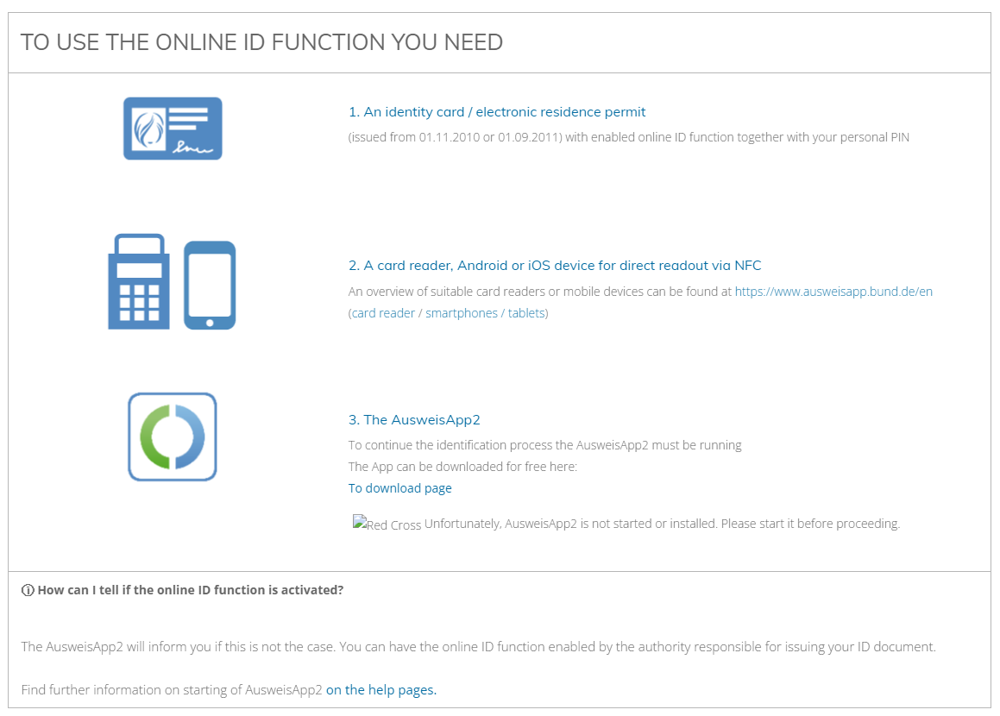 TO USE THE ONLINE ID FUNCTION YOU NEED
1. An identity card / electronic residence permit
(issued from 01.11.2010 or 01.09.2011) with enabled online ID function together with your personal PIN
2. A card reader, Android or iOS device for direct readout via NFC
An overview of suitable card readers or mobile devices can be found at https://www.ausweisapp.bund.de/en
(card reader / smartphones / tablets)
3. The AusweisApp2
To continue the identification process the AusweisApp2 must be running
The App can be downloaded for free here:
To download page
Red Cross Unfortunately, AusweisApp2 is not started or installed. Please start it before proceeding.
How can I tell if the online ID function is activated?
The AusweisApp2 will inform you if this is not the case. You can have the online ID function enabled by the authority responsible for issuing your ID document.
Find further information on starting of AusweisApp2 on the help pages.